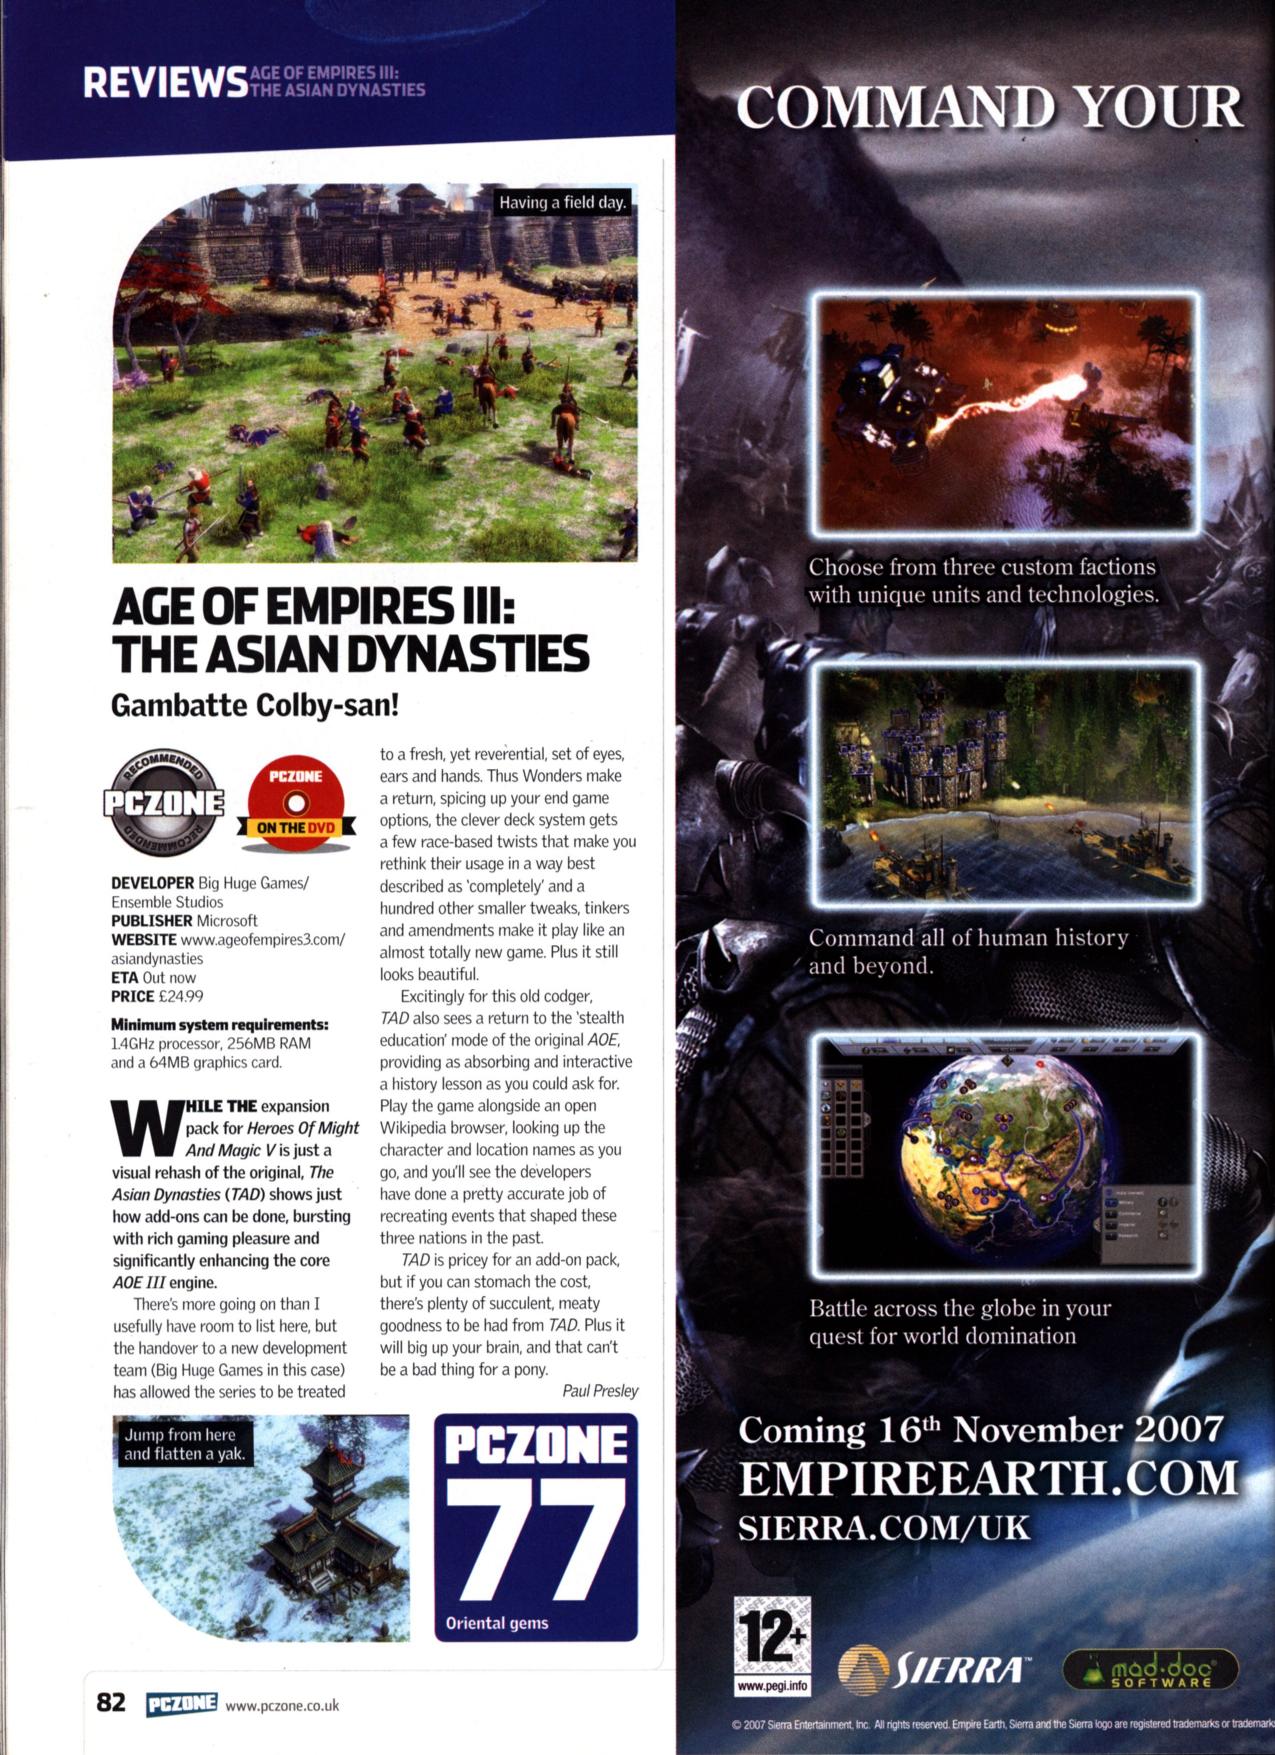 REVIEWS AGE OF EMPIRES III:
THE ASIAN DYNASTIES
Having a field day.
AGE OF EMPIRES III:
THE ASIAN DYNASTIES
Gambatte Colby-san!
RECOMMENDED
PCZONE
RECOMMENDED
PCZONE
ON THE DVD
DEVELOPER Big Huge Games/
Ensemble Studios
PUBLISHER Microsoft
WEBSITE www.ageofempires3.com/
asiandynasties
ETA Out now
PRICE £24.99
Minimum system requirements:
1.4GHz processor, 256MB RAM
and a 64MB graphics card.
WHILE THE expansion
pack for Heroes Of Might
And Magic V is just a
visual rehash of the original, The
Asian Dynasties (TAD) shows just
how add-ons can be done, bursting
with rich gaming pleasure and
significantly enhancing the core
AOE III engine.
There's more going on than I
usefully have room to list here, but
the handover to a new development
team (Big Huge Games in this case)
has allowed the series to be treated
to a fresh, yet reverential, set of eyes,
ears and hands. Thus Wonders make
a return, spicing up your end game
options, the clever deck system gets
a few race-based twists that make you
rethink their usage in a way best
described as 'completely' and a
hundred other smaller tweaks, tinkers
and amendments make it play like an
almost totally new game. Plus it still
looks beautiful.
Excitingly for this old codger,
TAD also sees a return to the 'stealth
education' mode of the original AOE,
providing as absorbing and interactive
a history lesson as you could ask for.
Play the game alongside an open
Wikipedia browser, looking up the
character and location names as you
go, and you'll see the developers
have done a pretty accurate job of
recreating events that shaped these
three nations in the past.
TAD is pricey for an add-on pack,
but if you can stomach the cost,
there's plenty of succulent, meaty
goodness to be had from TAD. Plus it
will big up your brain, and that can't
be a bad thing for a pony.
Paul Presley
Jump from here
and flatten a yak.
PCZONE
77
Oriental gems
82 PCZONE www.pczone.co.uk
COMMAND YOUR
Choose from three custom factions
with unique units and technologies.
Command all of human history
and beyond.
Battle across the globe in your
quest for world domination
Coming 16th November 2007
EMPIREEARTH.COM
SIERRA.COM/UK
12+
www.pegi.info
SIERRA™
mad·doc®
SOFTWARE
© 2007 Sierra Entertainment, Inc. All rights reserved. Empire Earth, Sierra and the Sierra logo are registered trademarks or trademark